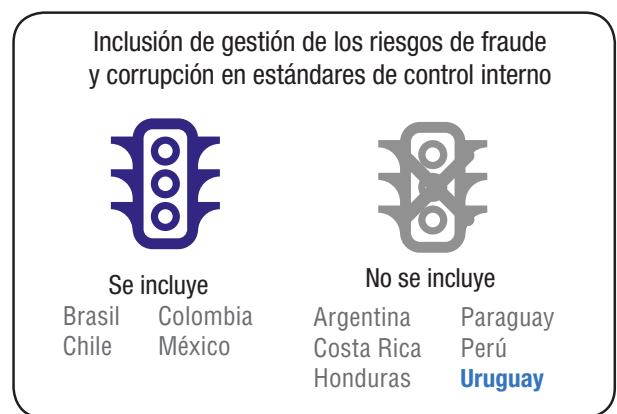 Inclusión de gestión de los riesgos de fraude
y corrupción en estándares de control interno
Se incluye
Brasil Colombia
Chile México
No se incluye
Argentina Paraguay
Costa Rica Perú
Honduras Uruguay